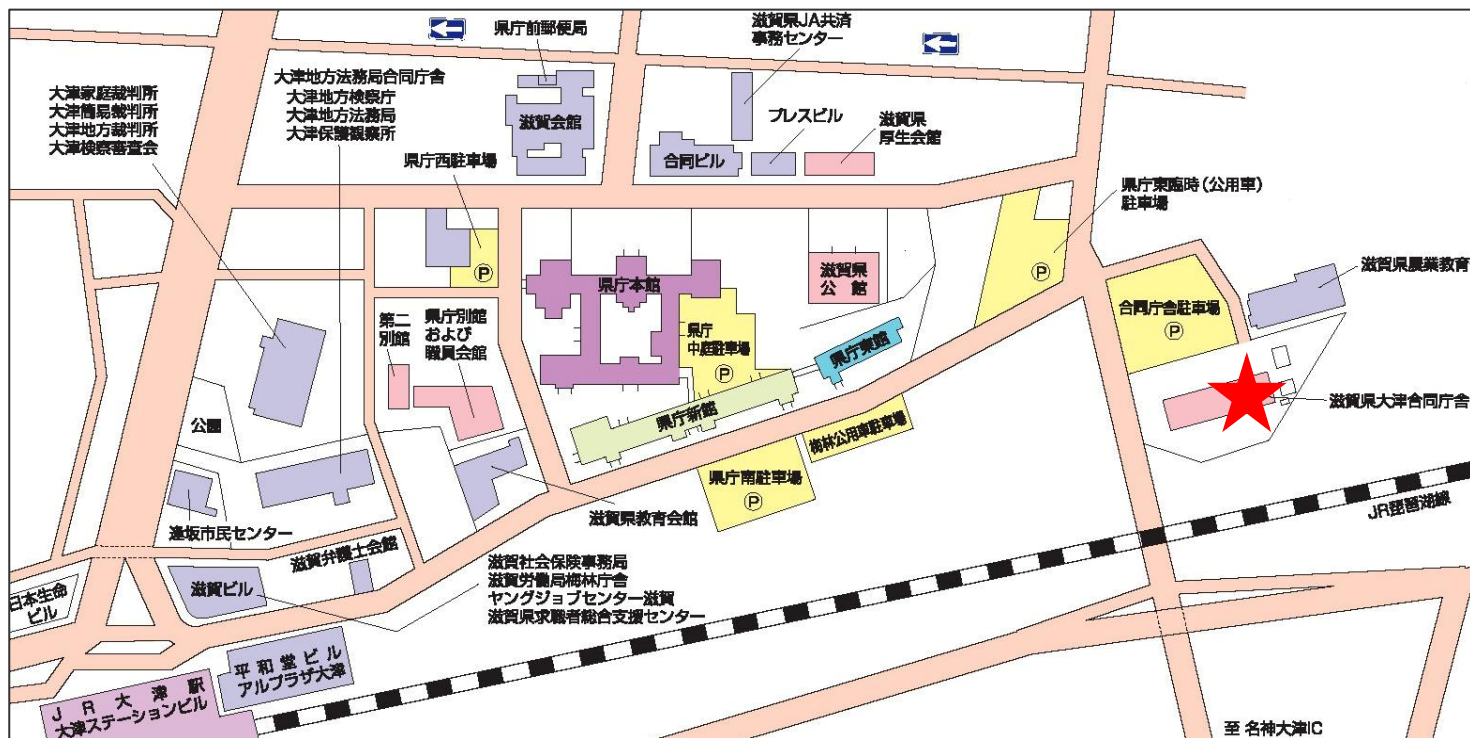 県庁前郵便局
滋賀県JA共済
事務センター
大津家庭裁判所
大津簡易裁判所
大津地方裁判所
大津検察審査会
大津地方法務局合同庁舎
大津地方検察庁
大津地方法務局
大津保護観察所
滋賀会館
プレスビル
滋賀県
厚生会館
合同ビル
県庁西駐車場
県庁東臨時(公用車)
駐車場
P
県庁本館
滋賀県
公館
P
滋賀県農業教育
合同庁舎駐車場
P
第二
別館
県庁別館
および
職員会館
県庁
中庭駐車場
P
県庁東館
県庁新館
滋賀県大津合同庁舎
公園
梅林公用車駐車場
県庁南駐車場
P
滋賀県教育会館
JR琵琶湖線
逢坂市民センター
滋賀弁護士会館
滋賀ビル
滋賀社会保険事務局
滋賀労働局梅林庁舎
ヤングジョブセンター滋賀
滋賀県求職者総合支援センター
日本生命
ビル
平和堂ビル
アルプラザ大津
JR大津駅
大津ステーションビル
至 名神大津IC